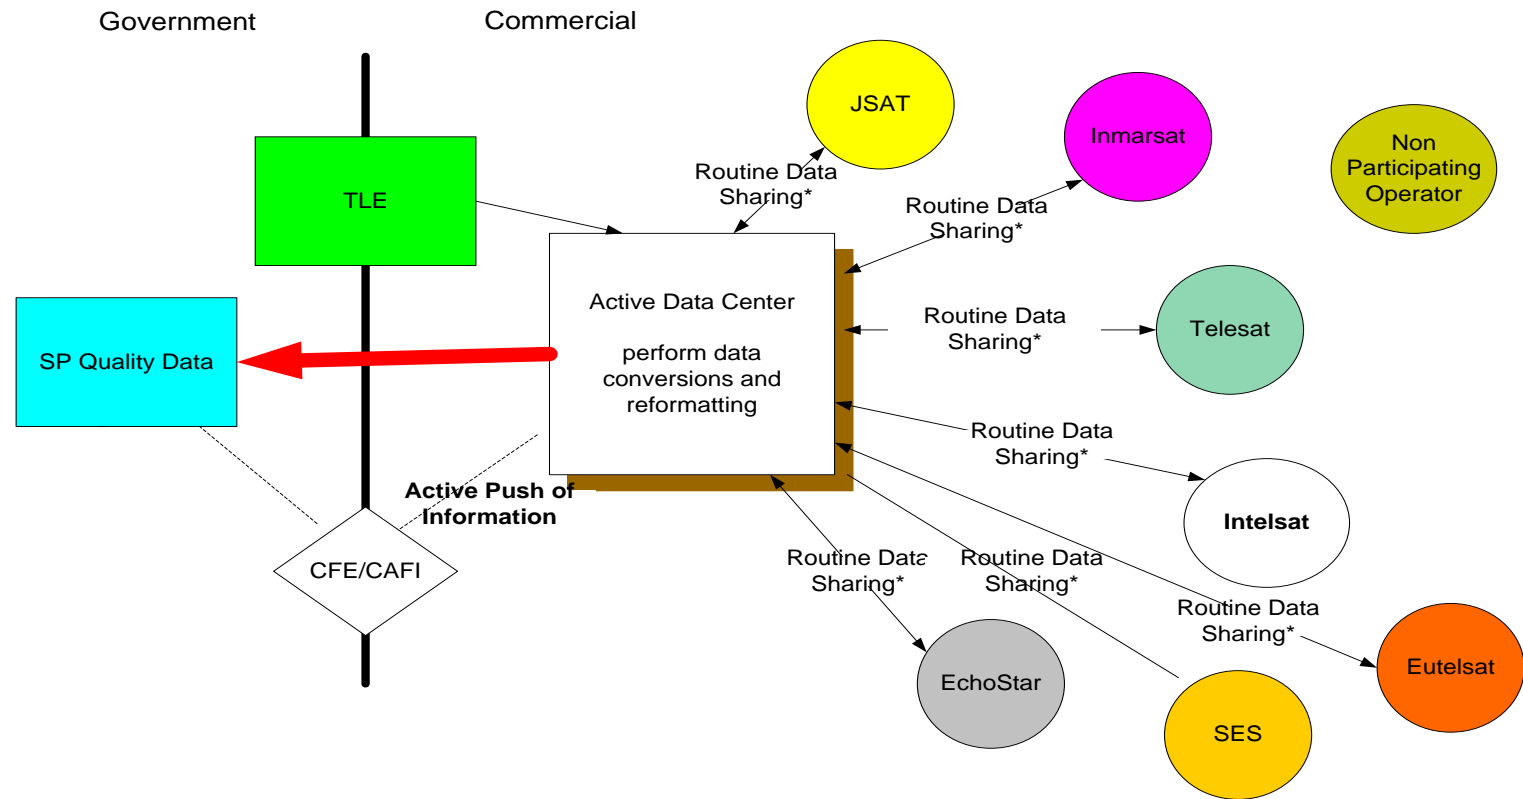 Government
Commercial
JSAT
Inmarsat
Non
Participating
Operator
TLE
Routine Data
Sharing*
Routine Data
Sharing*
Active Data Center
perform data
conversions and
reformatting
Routine Data
Sharing*
Telesat
SP Quality Data
Routine Data
Sharing*
Active Push of
Information
Intelsat
CFE/CAFI
Routine Data
Sharing*
Routine Data
Sharing*
Routine Data
Sharing*
EchoStar
SES
Eutelsat